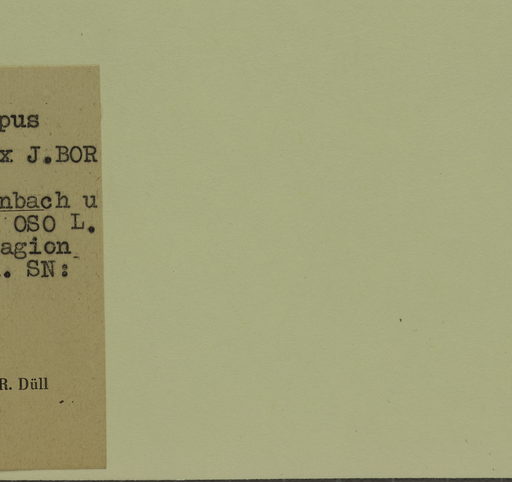 pus
x J.BOR
nbach u
OSO L.
agion
. SN:
R. Düll